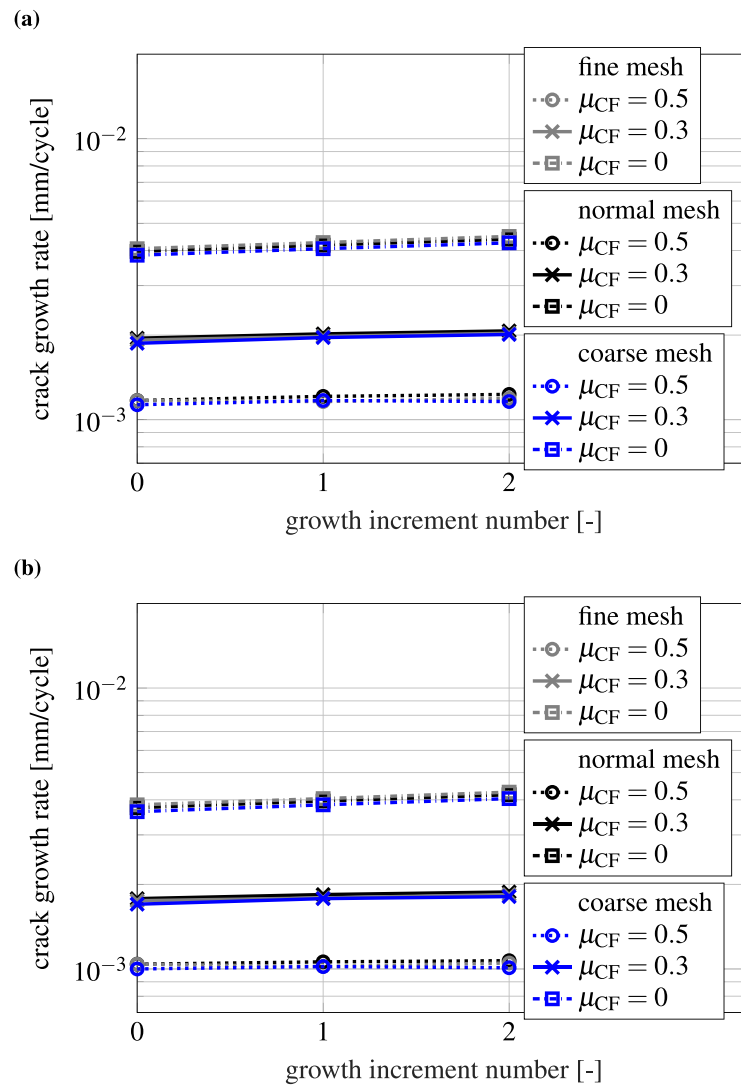 (a)
crack growth rate [mm/cycle]
10⁻²
10⁻³
0 1 2
growth increment number [-]
fine mesh
μCF = 0.5
μCF = 0.3
μCF = 0
normal mesh
μCF = 0.5
μCF = 0.3
μCF = 0
coarse mesh
μCF = 0.5
μCF = 0.3
μCF = 0
(b)
crack growth rate [mm/cycle]
10⁻²
10⁻³
0 1 2
growth increment number [-]
fine mesh
μCF = 0.5
μCF = 0.3
μCF = 0
normal mesh
μCF = 0.5
μCF = 0.3
μCF = 0
coarse mesh
μCF = 0.5
μCF = 0.3
μCF = 0